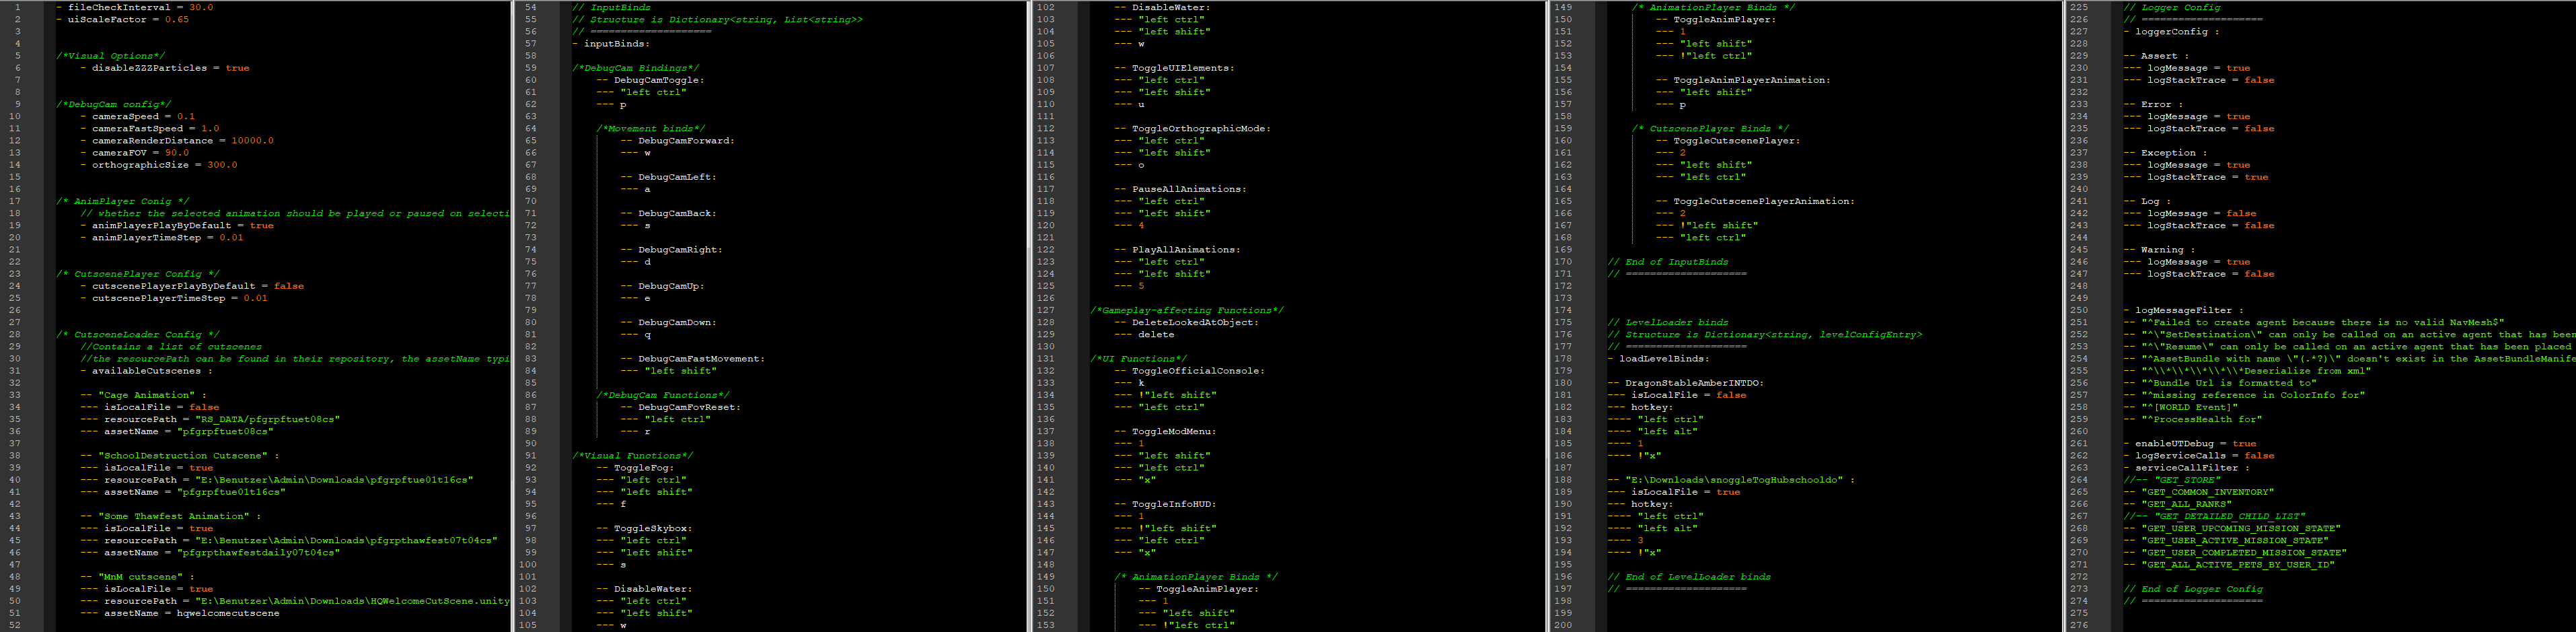 1 - fileCheckInterval = 30.0
2 - uiScaleFactor = 0.65
3
4
5 /*Visual Options*/
6 - disableZZZParticles = true
7
8
9 /*DebugCam config*/
10 - cameraSpeed = 0.1
11 - cameraFastSpeed = 1.0
12 - cameraRenderDistance = 10000.0
13 - cameraFOV = 90.0
14 - orthographicSize = 300.0
15
16
17 /* AnimPlayer Conig */
18 // whether the selected animation should be played or paused on selecti
19 - animPlayerPlayByDefault = true
20 - animPlayerTimeStep = 0.01
21
22
23 /* CutscenePlayer Config */
24 - cutscenePlayerPlayByDefault = false
25 - cutscenePlayerTimeStep = 0.01
26
27
28 /* CutsceneLoader Config */
29 //Contains a list of cutscenes
30 //the resourcePath can be found in their repository, the assetName typi
31 - availableCutscenes :
32
33 -- "Cage Animation" :
34 --- isLocalFile = false
35 --- resourcePath = "RS_DATA/pfgrpftuet08cs"
36 --- assetName = "pfgrpftuet08cs"
37
38 -- "SchoolDestruction Cutscene" :
39 --- isLocalFile = true
40 --- resourcePath = "E:\Benutzer\Admin\Downloads\pfgrpftue01t16cs"
41 --- assetName = "pfgrpftue01t16cs"
42
43 -- "Some Thawfest Animation" :
44 --- isLocalFile = true
45 --- resourcePath = "E:\Benutzer\Admin\Downloads\pfgrpthawfest07t04cs"
46 --- assetName = "pfgrpthawfestdaily07t04cs"
47
48 -- "MnM cutscene" :
49 --- isLocalFile = true
50 --- resourcePath = "E:\Benutzer\Admin\Downloads\HQWelcomeCutScene.unity
51 --- assetName = hqwelcomecutscene
52
54 // InputBinds
55 // Structure is Dictionary<string, List<string>>
56 // ====================
57 - inputBinds:
58
59 /*DebugCam Bindings*/
60 -- DebugCamToggle:
61 --- "left ctrl"
62 --- p
63
64 /*Movement binds*/
65 -- DebugCamForward:
66 --- w
67
68 -- DebugCamLeft:
69 --- a
70
71 -- DebugCamBack:
72 --- s
73
74 -- DebugCamRight:
75 --- d
76
77 -- DebugCamUp:
78 --- e
79
80 -- DebugCamDown:
81 --- q
82
83 -- DebugCamFastMovement:
84 --- "left shift"
85
86 /*DebugCam Functions*/
87 -- DebugCamFovReset:
88 --- "left ctrl"
89 --- r
90
91 /*Visual Functions*/
92 -- ToggleFog:
93 --- "left ctrl"
94 --- "left shift"
95 --- f
96
97 -- ToggleSkybox:
98 --- "left ctrl"
99 --- "left shift"
100 --- s
101
102 -- DisableWater:
103 --- "left ctrl"
104 --- "left shift"
105 --- w
102 -- DisableWater:
103 --- "left ctrl"
104 --- "left shift"
105 --- w
106
107 -- ToggleUIElements:
108 --- "left ctrl"
109 --- "left shift"
110 --- u
111
112 -- ToggleOrthographicMode:
113 --- "left ctrl"
114 --- "left shift"
115 --- o
116
117 -- PauseAllAnimations:
118 --- "left ctrl"
119 --- "left shift"
120 --- 4
121
122 -- PlayAllAnimations:
123 --- "left ctrl"
124 --- "left shift"
125 --- 5
126
127 /*Gameplay-affecting Functions*/
128 -- DeleteLookedAtObject:
129 --- delete
130
131 /*UI Functions*/
132 -- ToggleOfficialConsole:
133 --- k
134 --- !"left shift"
135 --- "left ctrl"
136
137 -- ToggleModMenu:
138 --- 1
139 --- "left shift"
140 --- "left ctrl"
141 --- "x"
142
143 -- ToggleInfoHUD:
144 --- 1
145 --- !"left shift"
146 --- "left ctrl"
147 --- "x"
148
149 /* AnimationPlayer Binds */
150 -- ToggleAnimPlayer:
151 --- 1
152 --- "left shift"
153 --- !"left ctrl"
149 /* AnimationPlayer Binds */
150 -- ToggleAnimPlayer:
151 --- 1
152 --- "left shift"
153 --- !"left ctrl"
154
155 -- ToggleAnimPlayerAnimation:
156 --- "left shift"
157 --- p
158
159 /* CutscenePlayer Binds */
160 -- ToggleCutscenePlayer:
161 --- 2
162 --- "left shift"
163 --- "left ctrl"
164
165 -- ToggleCutscenePlayerAnimation:
166 --- 2
167 --- !"left shift"
168 --- "left ctrl"
169
170 // End of InputBinds
171 // ====================
172
173
174
175 // LevelLoader binds
176 // Structure is Dictionary<string, levelConfigEntry>
177 // ====================
178 - loadLevelBinds:
179
180 -- DragonStableAmberINTDO:
181 --- isLocalFile = false
182 --- hotkey:
183 ---- "left ctrl"
184 ---- "left alt"
185 ---- 1
186 ---- !"x"
187
188 -- "E:\Downloads\snoggleTogHubschooldo" :
189 --- isLocalFile = true
190 --- hotkey:
191 ---- "left ctrl"
192 ---- "left alt"
193 ---- 3
194 ---- !"x"
195
196 // End of LevelLoader binds
197 // ====================
198
199
200
225 // Logger Config
226 // ====================
227 - loggerConfig :
228
229 -- Assert :
230 --- logMessage = true
231 --- logStackTrace = false
232
233 -- Error :
234 --- logMessage = true
235 --- logStackTrace = false
236
237 -- Exception :
238 --- logMessage = true
239 --- logStackTrace = true
240
241 -- Log :
242 --- logMessage = false
243 --- logStackTrace = false
244
245 -- Warning :
246 --- logMessage = true
247 --- logStackTrace = false
248
249
250 - logMessageFilter :
251 -- "^Failed to create agent because there is no valid NavMesh$"
252 -- "^\"SetDestination\" can only be called on an active agent that has been
253 -- "^\"Resume\" can only be called on an active agent that has been placed
254 -- "^AssetBundle with name \"(.*?)\" doesn't exist in the AssetBundleManife
255 -- "^\\*\\*\\*\\*\\*Deserialize from xml"
256 -- "^Bundle Url is formatted to"
257 -- "^missing reference in ColorInfo for"
258 -- "^[WORLD Event]"
259 -- "^ProcessHealth for"
260
261 - enableUTDebug = true
262 - logServiceCalls = false
263 - serviceCallFilter :
264 //-- "GET_STORE"
265 -- "GET_COMMON_INVENTORY"
266 -- "GET_ALL_RANKS"
267 //-- "GET_DETAILED_CHILD_LIST"
268 -- "GET_USER_UPCOMING_MISSION_STATE"
269 -- "GET_USER_ACTIVE_MISSION_STATE"
270 -- "GET_USER_COMPLETED_MISSION_STATE"
271 -- "GET_ALL_ACTIVE_PETS_BY_USER_ID"
272
273 // End of Logger Config
274 // ====================
275
276